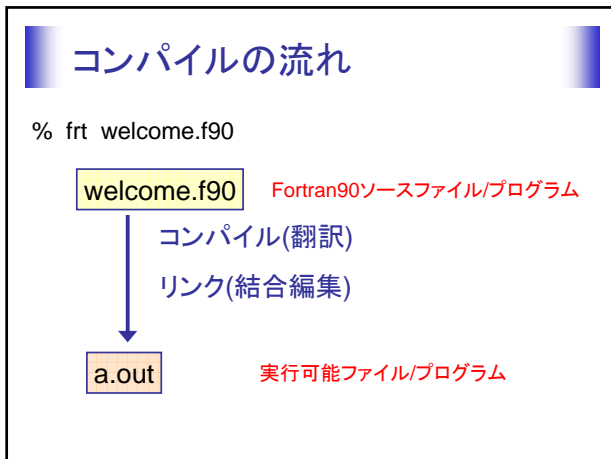 コンパイルの流れ
% frt welcome.f90
welcome.f90 Fortran90ソースファイル/プログラム
コンパイル(翻訳)
リンク(結合編集)
a.out 実行可能ファイル/プログラム